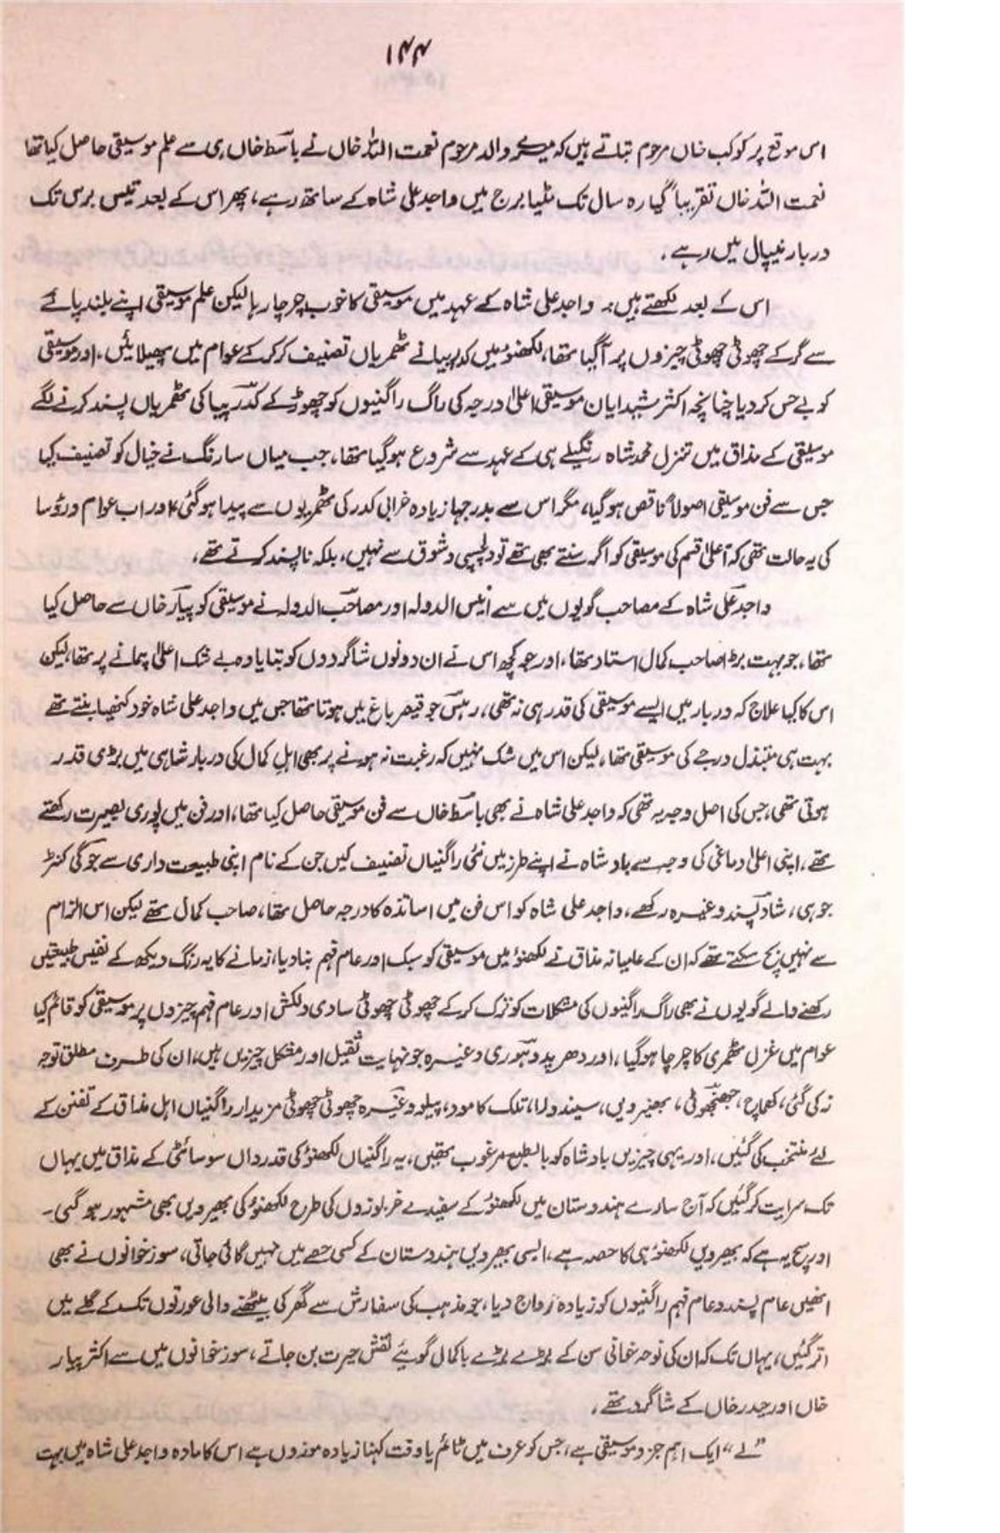 ۱۴۴
اس موقع پر کوکب خاں مرحوم بتاتے ہیں کہ میرے والد مرحوم نعمت اللہ خاں نے باسط خاں ہی سے علم موسیقی حاصل کیا تھا
نعمت اللہ خاں تقریباً گیارہ سال تک مٹیا برج میں واجد علی شاہ کے ساتھ رہے، پھر اس کے بعد تیس برس تک
دربار نیپال میں رہے ۔
اس کے بعد لکھتے ہیں: واجد علی شاہ کے عہد میں موسیقی کا خوب چرچا رہا لیکن علم موسیقی اپنے بلند پائے
سے گر کے چھوٹی چھوٹی چیزوں پر آ گیا تھا، لکھنؤ میں کدر پیا نے ٹھمریاں تصنیف کر کر کے عوام میں پھیلائیں، اور موسیقی
کو بے حس کر دیا چنانچہ اکثر شیدایان موسیقی اعلیٰ درجہ کی راگ راگنیوں کو چھوڑ کے کدر پیا کی ٹھمریاں پسند کرنے لگے
موسیقی کے مذاق میں تنزل محمد شاہ رنگیلے ہی کے عہد سے شروع ہو گیا تھا، جب میاں سارنگ نے خیال کو تصنیف کیا
جس سے فن موسیقی اصولاً ناقص ہو گیا، مگر اس سے بدرجہا زیادہ خرابی کدر کی ٹھمریوں سے پیدا ہو گئی، اور اب عوام و رؤسا
کی یہ حالت تھی کہ اعلیٰ قسم کی موسیقی کو اگر سنتے بھی تھے تو دلچسپی و شوق سے نہیں، بلکہ ناپسند کرتے تھے ۔
واجد علی شاہ کے مصاحب گویوں میں سے انیس الدولہ اور مصاحب الدولہ نے موسیقی کو پیار خاں سے حاصل کیا
تھا، جو بہت بڑا صاحب کمال استاد تھا، اور جو کچھ اس نے ان دونوں شاگردوں کو بتایا وہ بے شک اعلیٰ پیمانے پر تھا، لیکن
اس کا کیا علاج کہ دربار میں ایسے موسیقی کی قدر ہی نہ تھی، رہس جو قیصر باغ میں ہوتا تھا جس میں واجد علی شاہ خود کنھیا بنتے تھے
بہت ہی مبتذل درجے کی موسیقی تھا، لیکن اس میں شک نہیں کہ رغبت نہ ہونے پر بھی اہل کمال کی دربار شاہی میں بڑی قدر
ہوتی تھی، جس کی اصل وجہ یہ تھی کہ واجد علی شاہ نے بھی باسط خاں سے فن موسیقی حاصل کیا تھا، اور فن میں پوری بصیرت رکھتے
تھے، اپنی اعلیٰ دماغی کی وجہ سے بادشاہ نے اپنے طرز میں نئی راگنیاں تصنیف کیں جن کے نام اپنی طبیعت داری سے جوگی کنڑ
جوہی، شاد پسند وغیرہ رکھے، واجد علی شاہ کو اس فن میں اساتذہ کا درجہ حاصل تھا، صاحب کمال تھے لیکن اس الزام
سے نہیں بچ سکتے تھے کہ ان کے عامیانہ مذاق نے لکھنؤ میں موسیقی کو سبک اور عام فہم بنا دیا، زمانے کا یہ رنگ دیکھ کے نفیس طبیعتیں
رکھنے والے گویوں نے بھی راگ راگنیوں کی مشکلات کو ترک کر کے چھوٹی چھوٹی سادی دلکش اور عام فہم چیزوں پر موسیقی کو قائم کیا
عوام میں غزل ٹھمری کا چرچا ہو گیا، اور دھرپد و ہوری وغیرہ جو نہایت ثقیل اور مشکل چیزیں ہیں، ان کی طرف مطلق توجہ
نہ کی گئی، کھماچ، جھنجھوٹی، بھیرویں، سیندورا، تلک کامود، پیلو وغیرہ چھوٹی چھوٹی مزیدار راگنیاں اہل مذاق کے تفنن کے
لئے منتخب کی گئیں، اور یہی چیزیں بادشاہ کو بالطبع مرغوب تھیں، یہ راگنیاں لکھنؤ کی قدرداں سوسائٹی کے مذاق میں یہاں
تک سرایت کر گئیں کہ آج سارے ہندوستان میں لکھنؤ کے سفیدے خربوزوں کی طرح لکھنؤ کی بھیرویں بھی مشہور ہو گئی ۔
اور سچ یہ ہے کہ بھیرویں لکھنؤ ہی کا حصہ ہے، ایسی بھیرویں ہندوستان کے کسی حصے میں نہیں گائی جاتی، سوز خوانوں نے بھی
انھیں عام پسند و عام فہم راگنیوں کو زیادہ رواج دیا، جو مذہب کی سفارش سے گھر کی بیٹھنے والی عورتوں تک کے گلے میں
اتر گئیں، یہاں تک کہ ان کی نوحہ خوانی سن کے بڑے بڑے باکمال گویئے نقش حیرت بن جاتے، سوز خوانوں میں سے اکثر پیار
خاں اور حیدر خاں کے شاگرد تھے ۔
"لے" ایک اہم جزو موسیقی ہے، جس کو عرف میں ٹائم یا وقت کہنا زیادہ موزوں ہے اس کا مادہ واجد علی شاہ میں بہت